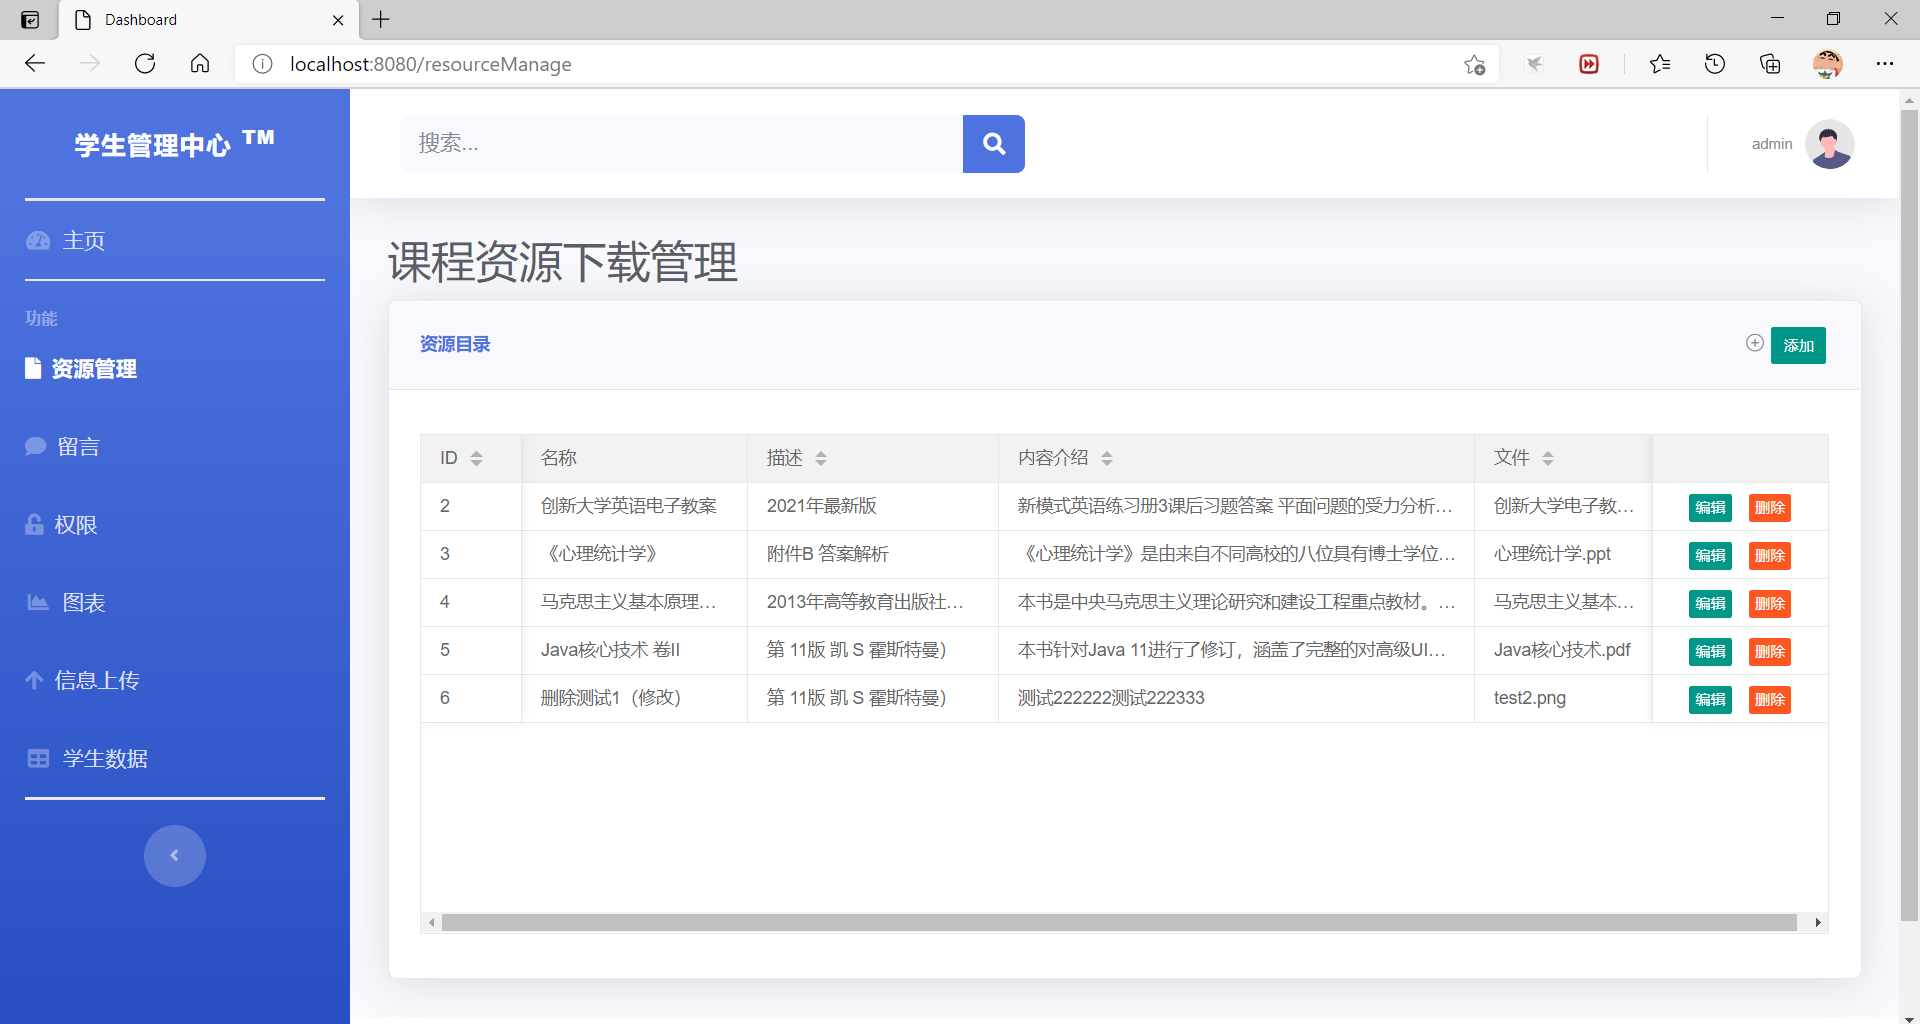 Dashboard
localhost:8080/resourceManage
学生管理中心 TM
搜索...
admin
主页
功能
资源管理
留言
权限
图表
信息上传
学生数据
课程资源下载管理
资源目录
添加
ID 名称 描述 内容介绍 文件
2 创新大学英语电子教案 2021年最新版 新模式英语练习册3课后习题答案 平面问题的受力分析… 创新大学电子教… 编辑 删除
3 《心理统计学》 附件B 答案解析 《心理统计学》是由来自不同高校的八位具有博士学位… 心理统计学.ppt 编辑 删除
4 马克思主义基本原理… 2013年高等教育出版社… 本书是中央马克思主义理论研究和建设工程重点教材。… 马克思主义基本… 编辑 删除
5 Java核心技术 卷II 第 11版 凯 S 霍斯特曼） 本书针对Java 11进行了修订，涵盖了完整的对高级UI… Java核心技术.pdf 编辑 删除
6 删除测试1（修改） 第 11版 凯 S 霍斯特曼） 测试222222测试222333 test2.png 编辑 删除